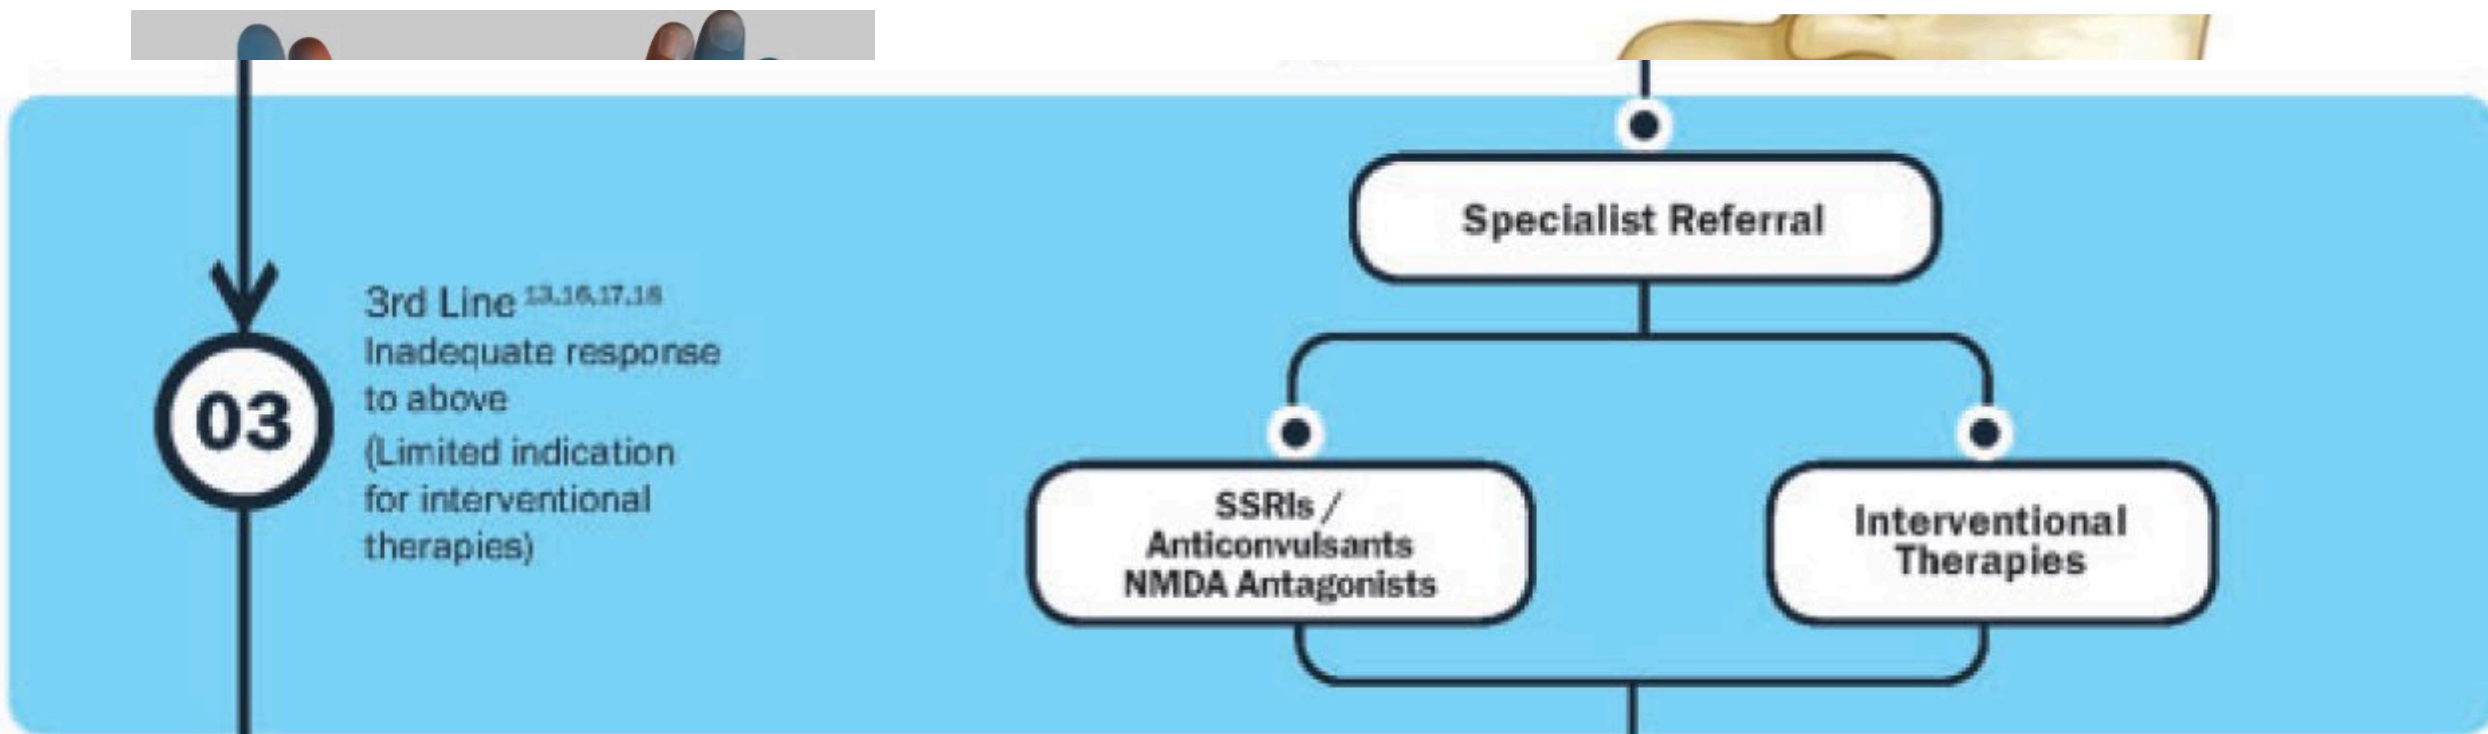 3rd Line 13,16,17,18
Inadequate response
to above
(Limited indication
for interventional
therapies)
03
Specialist Referral
SSRIs /
Anticonvulsants
NMDA Antagonists
Interventional
Therapies